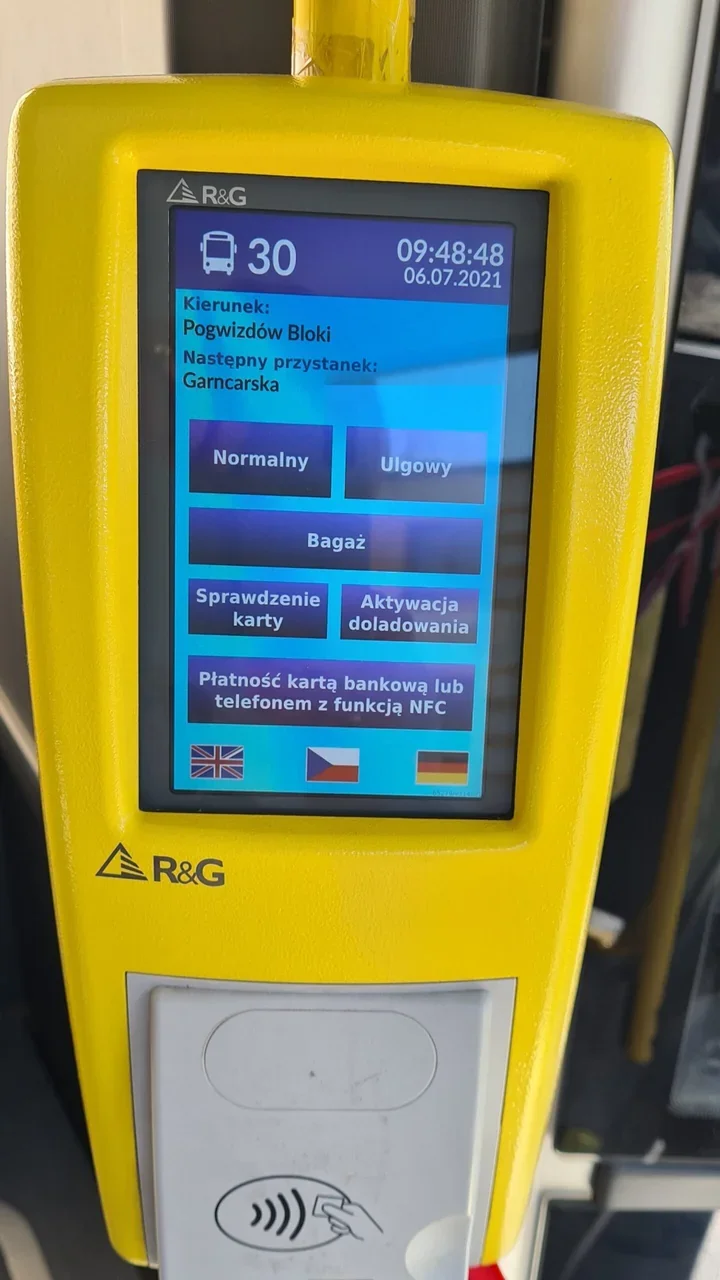 R&G
30
09:48:48
06.07.2021
Kierunek:
Pogwizdów Bloki
Następny przystanek:
Garncarska
Normalny
Ulgowy
Bagaż
Sprawdzenie
karty
Aktywacja
doladowania
Płatność kartą bankową lub
telefonem z funkcją NFC
R&G